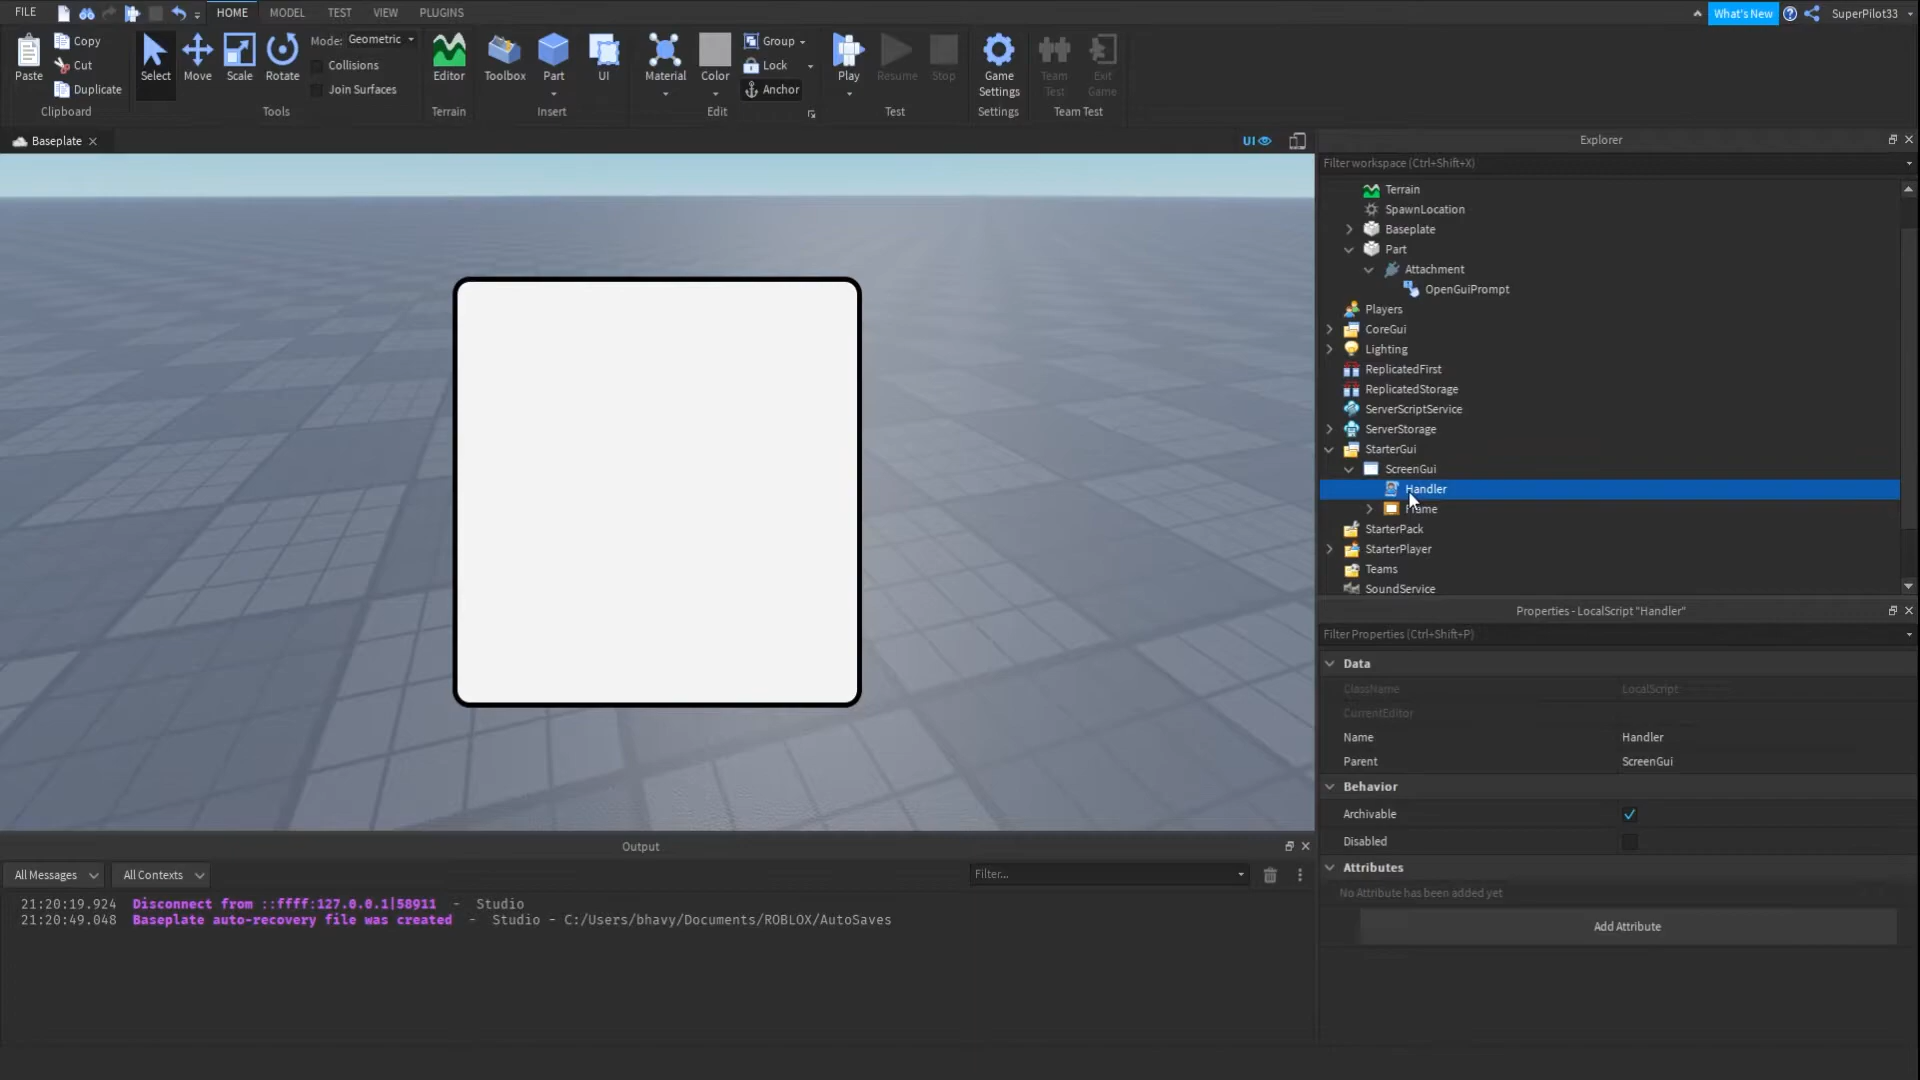 FILE HOME MODEL TEST VIEW PLUGINS What's New SuperPilot33
Paste Copy Cut Duplicate Clipboard
Select Move Scale Rotate Mode: Geometric Collisions Join Surfaces Tools
Editor Terrain
Toolbox Part UI Insert
Material Color Group Lock Anchor Edit
Play Resume Stop Test
Game Settings Settings
Team Test Exit Game Team Test
Baseplate UI
Explorer
Filter workspace (Ctrl+Shift+X)
Terrain
SpawnLocation
Baseplate
Part
Attachment
OpenGuiPrompt
Players
CoreGui
Lighting
ReplicatedFirst
ReplicatedStorage
ServerScriptService
ServerStorage
StarterGui
ScreenGui
Handler
Frame
StarterPack
StarterPlayer
Teams
SoundService
Properties - LocalScript "Handler"
Filter Properties (Ctrl+Shift+P)
Data
ClassName LocalScript
CurrentEditor
Name Handler
Parent ScreenGui
Behavior
Archivable
Disabled
Attributes
No Attribute has been added yet
Add Attribute
Output
All Messages All Contexts Filter...
21:20:19.924 Disconnect from ::ffff:127.0.0.1|58911 - Studio
21:20:49.048 Baseplate auto-recovery file was created - Studio - C:/Users/bhavy/Documents/ROBLOX/AutoSaves